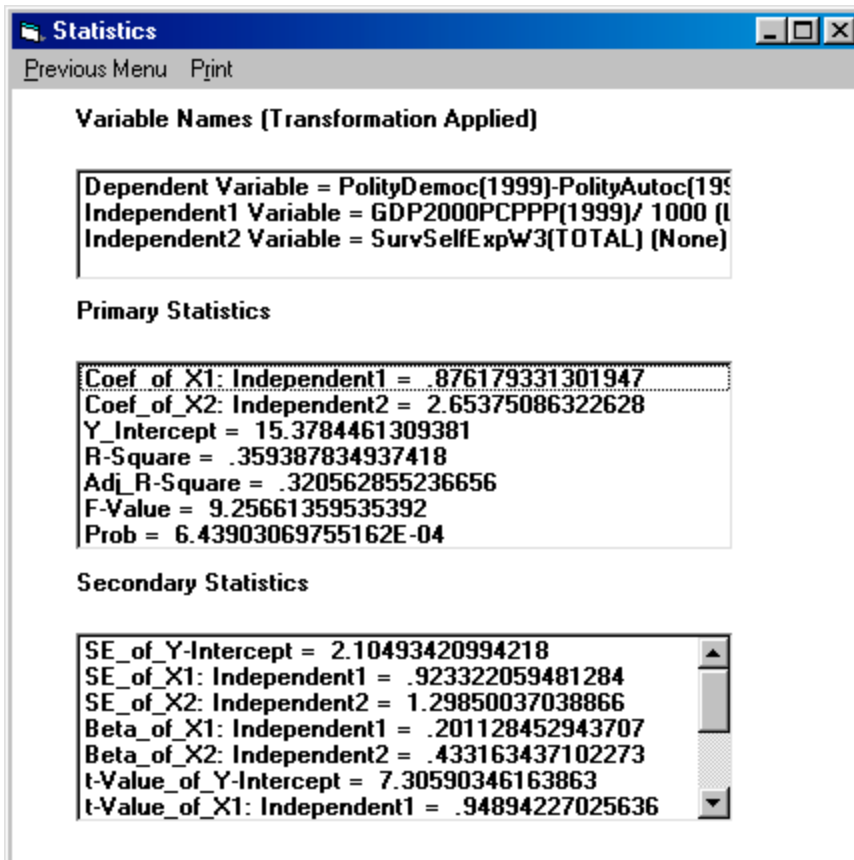 Statistics
Previous Menu Print
Variable Names (Transformation Applied)
Dependent Variable = PolityDemoc(1999)-PolityAutoc(199
Independent1 Variable = GDP2000PCPPP(1999)/ 1000 (L
Independent2 Variable = SurvSelfExpW3(TOTAL) (None)
Primary Statistics
Coef_of_X1: Independent1 = .876179331301947
Coef_of_X2: Independent2 = 2.65375086322628
Y_Intercept = 15.3784461309381
R-Square = .359387834937418
Adj_R-Square = .320562855236656
F-Value = 9.25661359535392
Prob = 6.43903069755162E-04
Secondary Statistics
SE_of_Y-Intercept = 2.10493420994218
SE_of_X1: Independent1 = .923322059481284
SE_of_X2: Independent2 = 1.29850037038866
Beta_of_X1: Independent1 = .201128452943707
Beta_of_X2: Independent2 = .433163437102273
t-Value_of_Y-Intercept = 7.30590346163863
t-Value_of_X1: Independent1 = .94894227025636